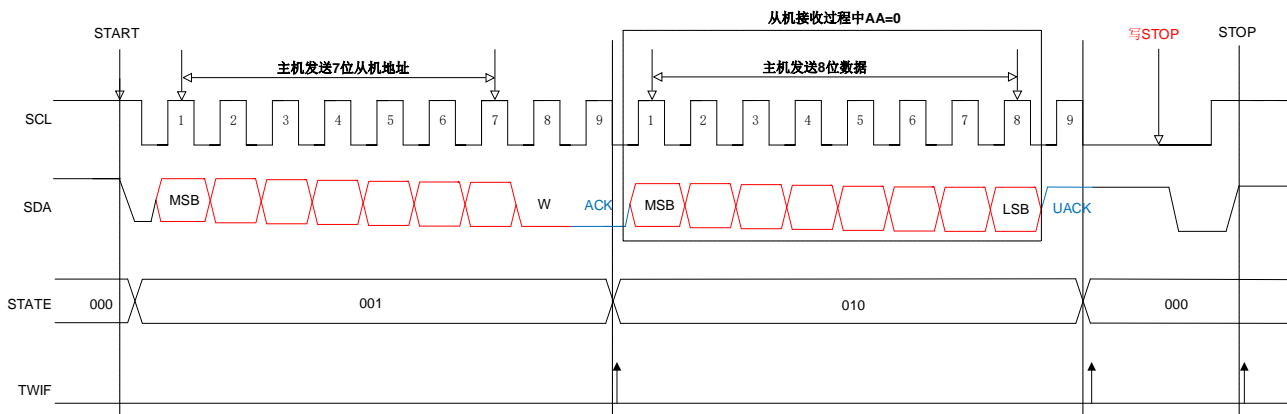 从机接收过程中AA=0
START
写STOP
STOP
主机发送7位从机地址
主机发送8位数据
SCL
1 2 3 4 5 6 7 8 9 1 2 3 4 5 6 7 8 9
SDA
MSB W ACK MSB LSB UACK
STATE
000 001 010 000
TWIF